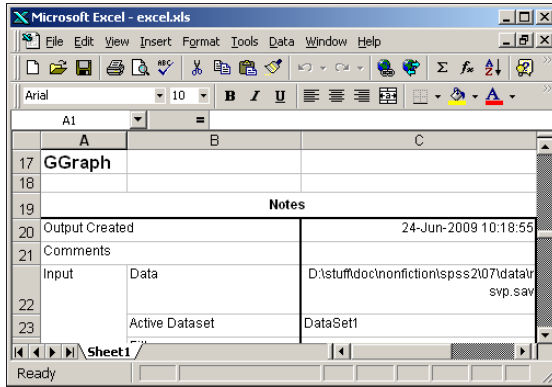 Microsoft Excel - excel.xls
File Edit View Insert Format Tools Data Window Help
ABC Σ fx
Arial 10 B I U A
A1 =
A B C
17 GGraph
18
19 Notes
20 Output Created 24-Jun-2009 10:18:55
21 Comments
Input Data D:\stuff\doc\nonfiction\spss2\07\data\r
svp.sav
22
23 Active Dataset DataSet1
Sheet1
Ready